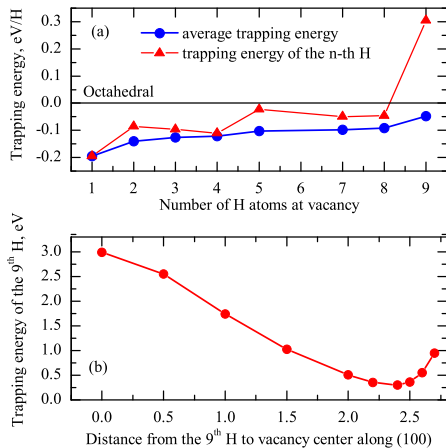 0.3
0.2
0.1
0.0
-0.1
-0.2
Trapping energy, eV/H
(a)
average trapping energy
trapping energy of the n-th H
Octahedral
1 2 3 4 5 6 7 8 9
Number of H atoms at vacancy
3.0
2.5
2.0
1.5
1.0
0.5
0.0
Trapping energy of the 9th H, eV
(b)
0.0 0.5 1.0 1.5 2.0 2.5
Distance from the 9th H to vacancy center along (100)